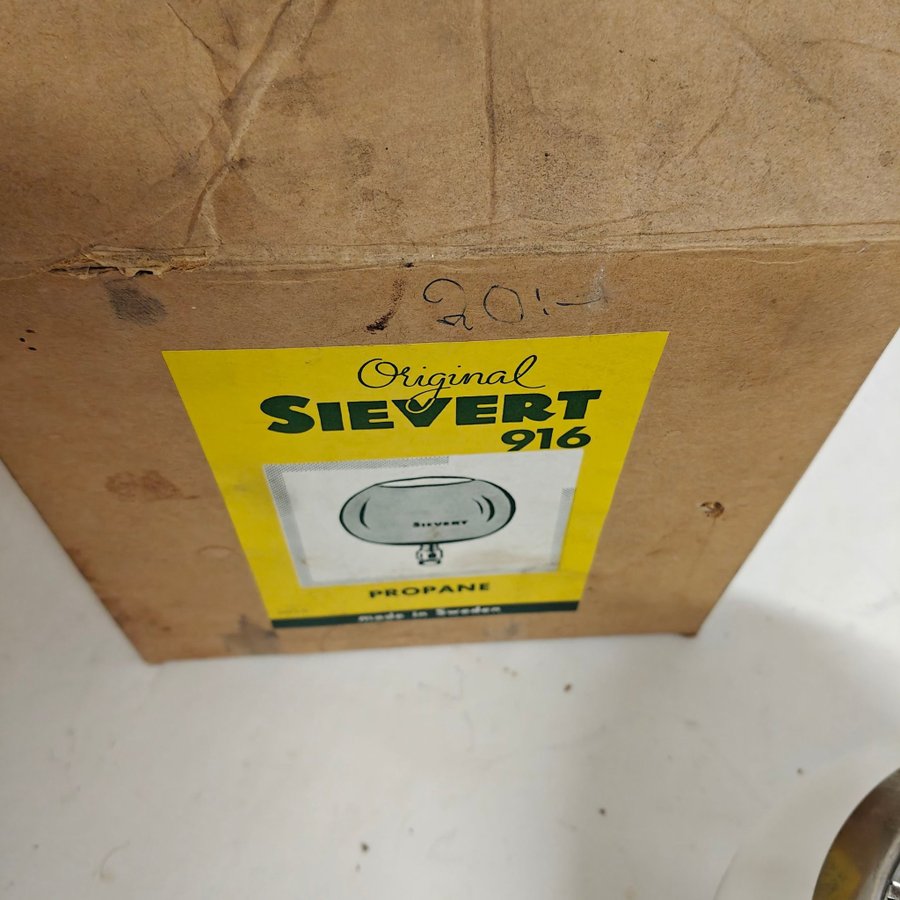 20:-
Original
SIEVERT
916
SIEVERT
PROPANE
made in Sweden